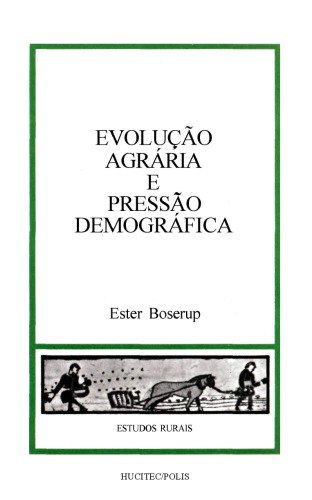 EVOLUÇÃO
AGRÁRIA
E
PRESSÃO
DEMOGRÁFICA
Ester Boserup
ESTUDOS RURAIS
HUCITEC/POLIS